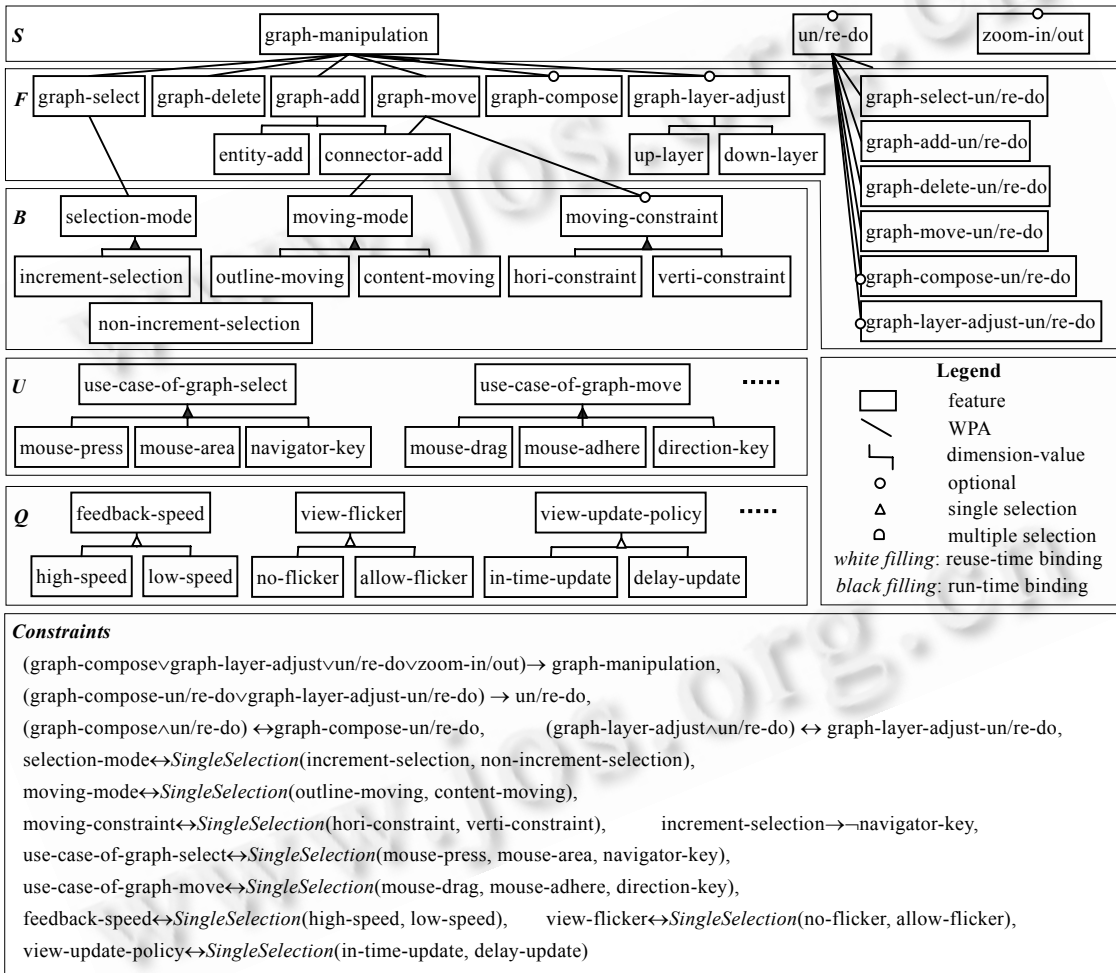 S
graph-manipulation
un/re-do
zoom-in/out
F
graph-select
graph-delete
graph-add
graph-move
graph-compose
graph-layer-adjust
entity-add
connector-add
up-layer
down-layer
graph-select-un/re-do
graph-add-un/re-do
graph-delete-un/re-do
graph-move-un/re-do
graph-compose-un/re-do
graph-layer-adjust-un/re-do
B
selection-mode
moving-mode
moving-constraint
increment-selection
outline-moving
content-moving
hori-constraint
verti-constraint
non-increment-selection
U
use-case-of-graph-select
use-case-of-graph-move
.....
mouse-press
mouse-area
navigator-key
mouse-drag
mouse-adhere
direction-key
Q
feedback-speed
view-flicker
view-update-policy
.....
high-speed
low-speed
no-flicker
allow-flicker
in-time-update
delay-update
Legend
feature
WPA
dimension-value
optional
single selection
multiple selection
white filling: reuse-time binding
black filling: run-time binding
Constraints
(graph-compose∨graph-layer-adjust∨un/re-do∨zoom-in/out)→ graph-manipulation,
(graph-compose-un/re-do∨graph-layer-adjust-un/re-do) → un/re-do,
(graph-compose∧un/re-do) ↔graph-compose-un/re-do, (graph-layer-adjust∧un/re-do) ↔ graph-layer-adjust-un/re-do,
selection-mode↔SingleSelection(increment-selection, non-increment-selection),
moving-mode↔SingleSelection(outline-moving, content-moving),
moving-constraint↔SingleSelection(hori-constraint, verti-constraint), increment-selection→¬navigator-key,
use-case-of-graph-select↔SingleSelection(mouse-press, mouse-area, navigator-key),
use-case-of-graph-move↔SingleSelection(mouse-drag, mouse-adhere, direction-key),
feedback-speed↔SingleSelection(high-speed, low-speed), view-flicker↔SingleSelection(no-flicker, allow-flicker),
view-update-policy↔SingleSelection(in-time-update, delay-update)
www.jos.org.cn
www.jos.org.cn